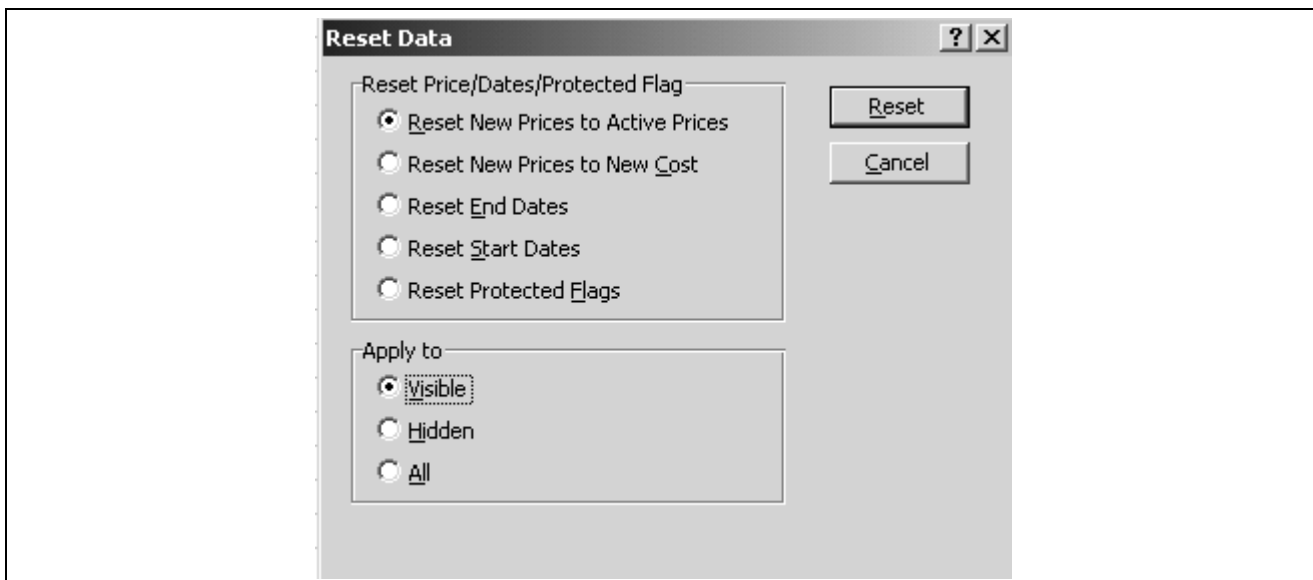 Reset Data
Reset Price/Dates/Protected Flag
Reset New Prices to Active Prices
Reset New Prices to New Cost
Reset End Dates
Reset Start Dates
Reset Protected Flags
Reset
Cancel
Apply to
Visible
Hidden
All